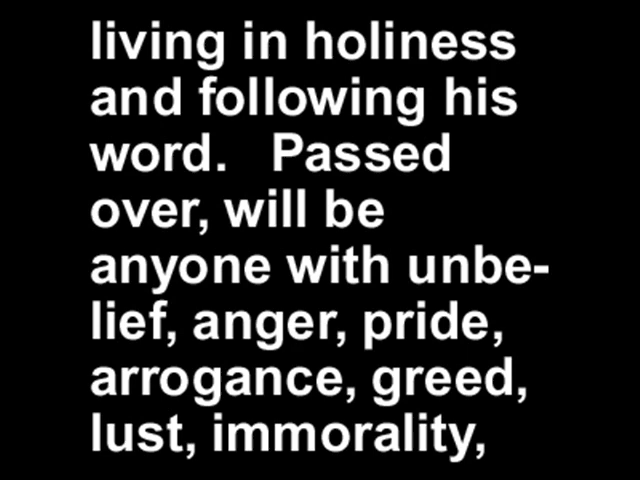 living in holiness
and following his
word.   Passed
over, will be
anyone with unbe-
lief, anger, pride,
arrogance, greed,
lust, immorality,